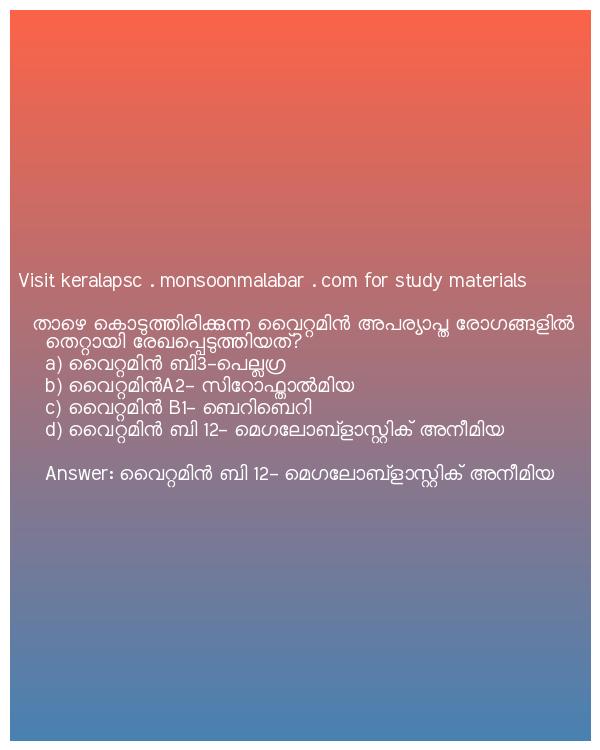 Visit keralapsc . monsoonmalabar . com for study materials
താഴെ കൊടുത്തിരിക്കുന്ന വൈറ്റമിൻ അപര്യാപ്ത രോഗങ്ങളിൽ
തെറ്റായി രേഖപ്പെടുത്തിയത്?
a) വൈറ്റമിൻ ബി3-പെല്ലഗ്ര
b) വൈറ്റമിൻA2- സിറോഫ്താൽമിയ
c) വൈറ്റമിൻ B1- ബെറിബെറി
d) വൈറ്റമിൻ ബി 12- മെഗലോബ്ളാസ്റ്റിക് അനീമിയ
Answer: വൈറ്റമിൻ ബി 12- മെഗലോബ്ളാസ്റ്റിക് അനീമിയ